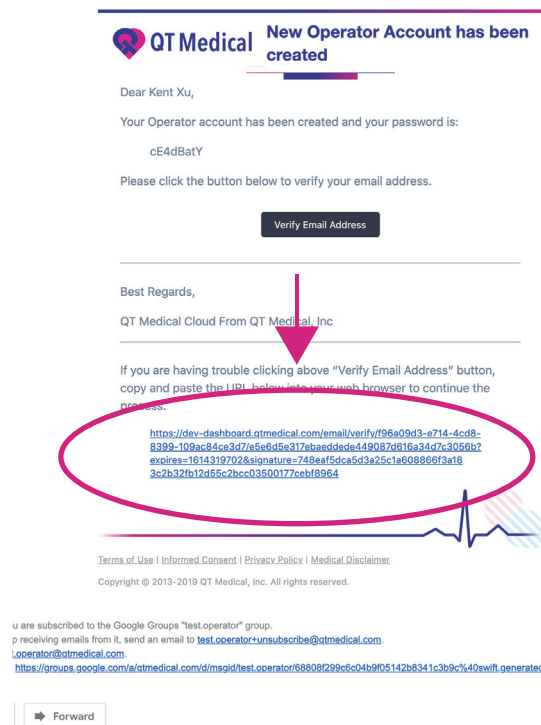 QT Medical
New Operator Account has been
created
Dear Kent Xu,
Your Operator account has been created and your password is:
cE4dBatY
Please click the button below to verify your email address.
Verify Email Address
Best Regards,
QT Medical Cloud From QT Medical, Inc
If you are having trouble clicking above “Verify Email Address” button,
copy and paste the URL below into your web browser to continue the
process.
https://dev-dashboard.qtmedical.com/email/verify/f96a09d3-e714-4cd8-
8399-109ac84ce3d7/e5e6d5e317ebaeddede449087d616a34d7c3056b?
expires=1614319702&signature=748eaf5dca5d3a25c1a608866f3a18
3c2b32fb12d55c2bcc03500177cebf8964
Terms of Use | Informed Consent | Privacy Policy | Medical Disclaimer
Copyright © 2013-2019 QT Medical, Inc. All rights reserved.
u are subscribed to the Google Groups "test.operator" group.
p receiving emails from it, send an email to test.operator+unsubscribe@qtmedical.com.
t.operator@qtmedical.com.
https://groups.google.com/a/qtmedical.com/d/msgid/test.operator/68808f299c6c04b9f05142b8341c3b9c%40swift.generated
Forward